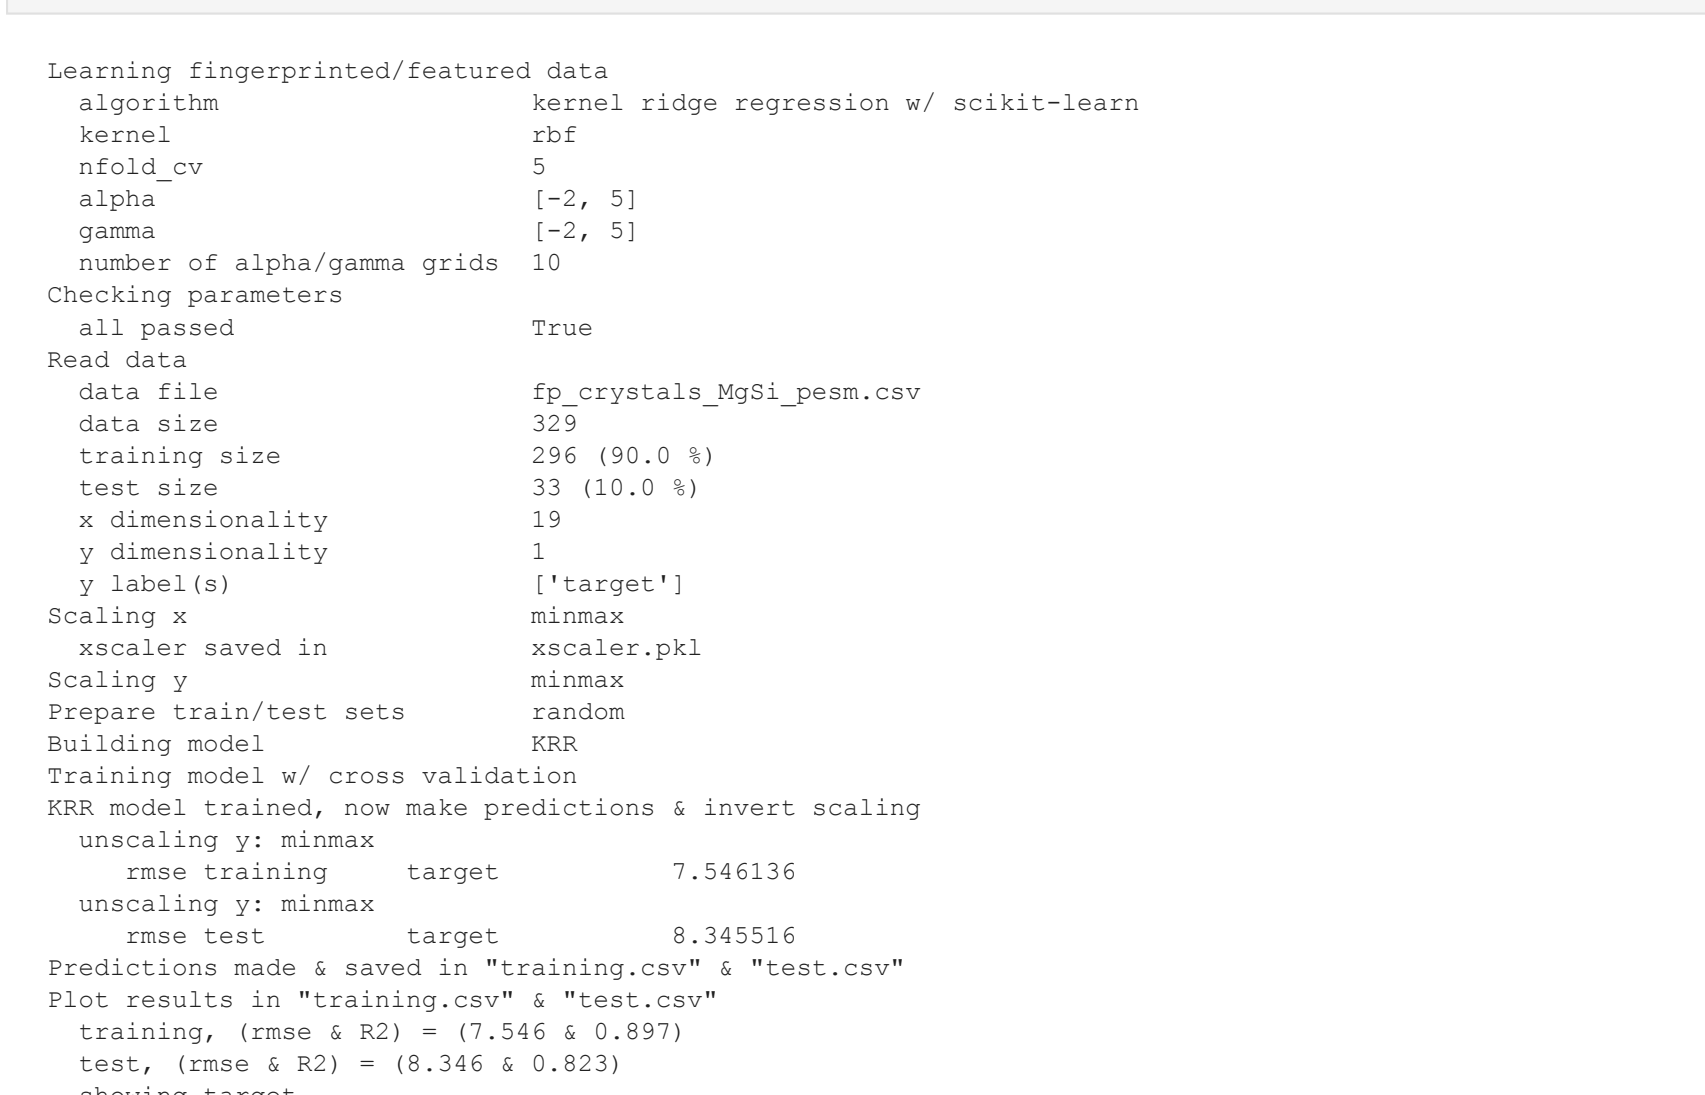 Learning fingerprinted/featured data
algorithm kernel ridge regression w/ scikit-learn
kernel rbf
nfold_cv 5
alpha [-2, 5]
gamma [-2, 5]
number of alpha/gamma grids 10
Checking parameters
all passed True
Read data
data file fp_crystals_MgSi_pesm.csv
data size 329
training size 296 (90.0 %)
test size 33 (10.0 %)
x dimensionality 19
y dimensionality 1
y label(s) ['target']
Scaling x minmax
xscaler saved in xscaler.pkl
Scaling y minmax
Prepare train/test sets random
Building model KRR
Training model w/ cross validation
KRR model trained, now make predictions & invert scaling
unscaling y: minmax
rmse training target 7.546136
unscaling y: minmax
rmse test target 8.345516
Predictions made & saved in "training.csv" & "test.csv"
Plot results in "training.csv" & "test.csv"
training, (rmse & R2) = (7.546 & 0.897)
test, (rmse & R2) = (8.346 & 0.823)
showing target